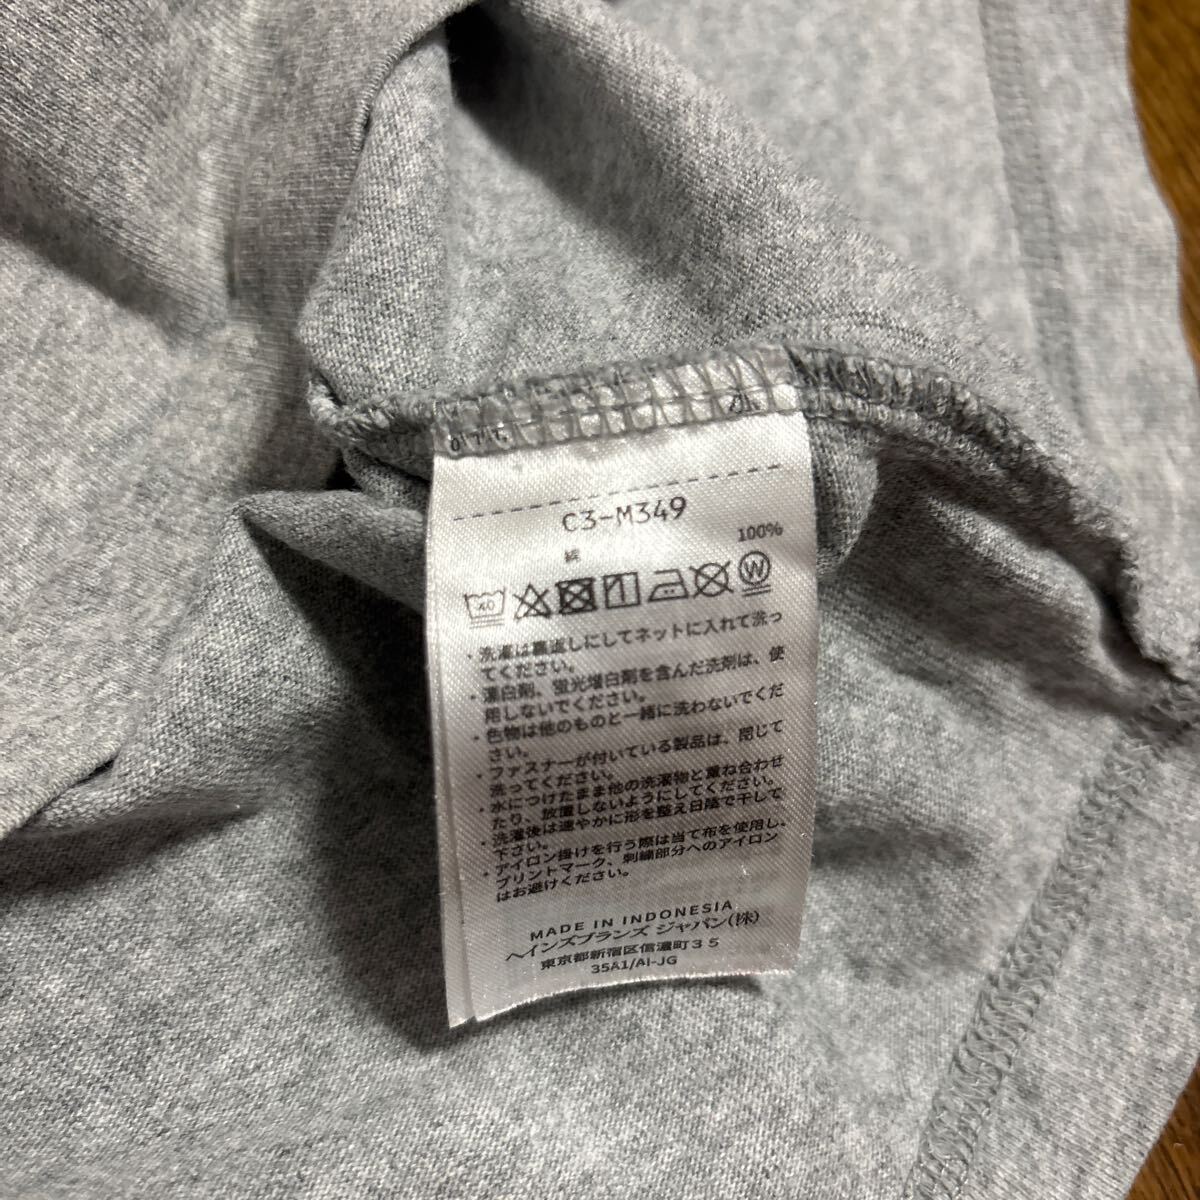 C3-M349
綿 100%
40
W
・洗濯は裏返しにしてネットに入れて洗っ
てください。
・漂白剤、蛍光増白剤を含んだ洗剤は、使
用しないでください。
・色物は他のものと一緒に洗わないでくだ
さい。
・ファスナーが付いている製品は、閉じて
洗ってください。
・水につけたまま他の洗濯物と重ね合わせ
たり、放置しないようにしてください。
・洗濯後は速やかに形を整え日陰で干して
下さい。
・アイロン掛けを行う際は当て布を使用し、
プリントマーク、刺繍部分へのアイロン
はお避けください。
MADE IN INDONESIA
ヘインズブランズ ジャパン(株)
東京都新宿区信濃町35
35A1/AI-JG